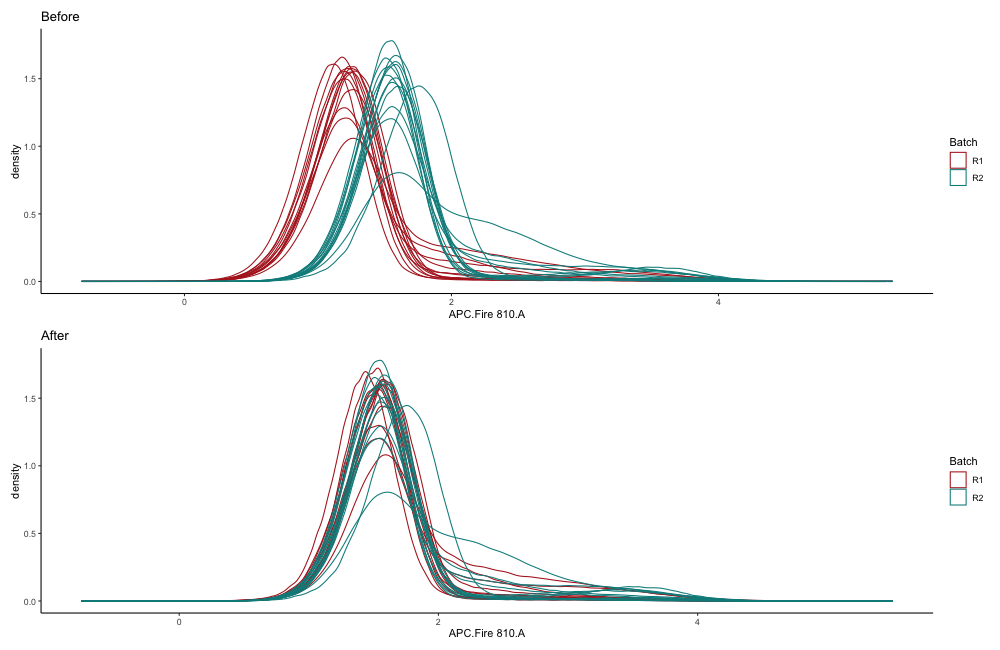 Before
density
1.5
1.0
0.5
0.0
0 2 4
APC.Fire 810.A
Batch
R1
R2
After
density
1.5
1.0
0.5
0.0
0 2 4
APC.Fire 810.A
Batch
R1
R2